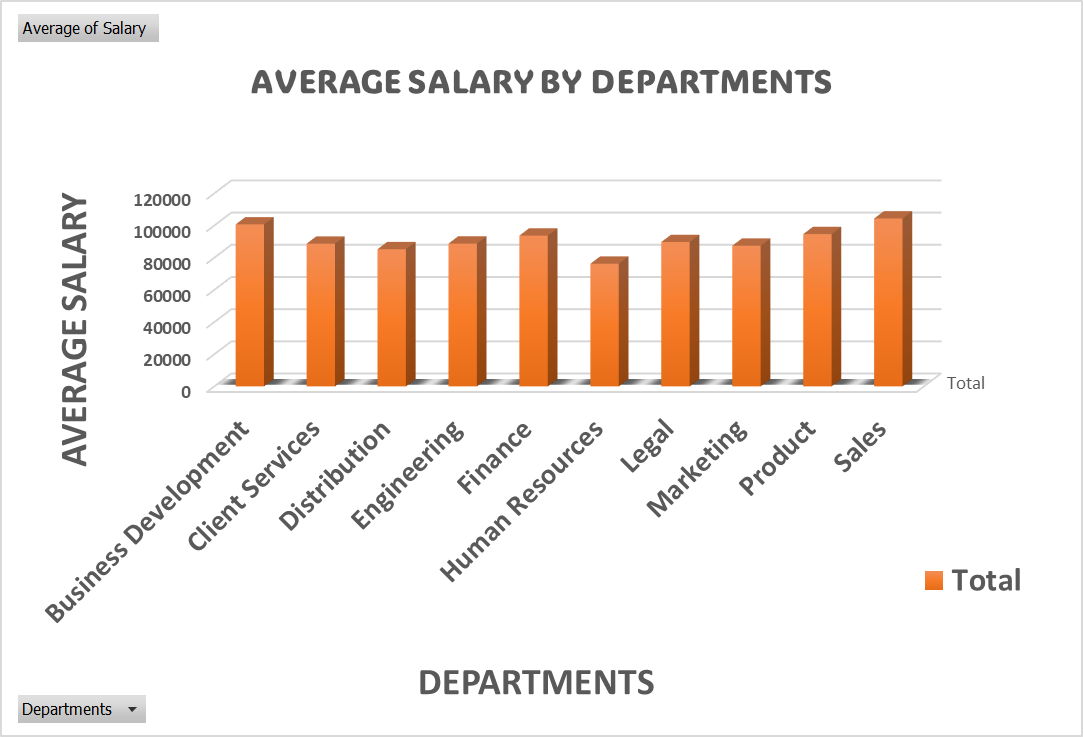 Average of Salary
AVERAGE SALARY BY DEPARTMENTS
AVERAGE SALARY
120000
100000
80000
60000
40000
20000
0
Total
Business Development
Client Services
Distribution
Engineering
Finance
Human Resources
Legal
Marketing
Product
Sales
Total
DEPARTMENTS
Departments